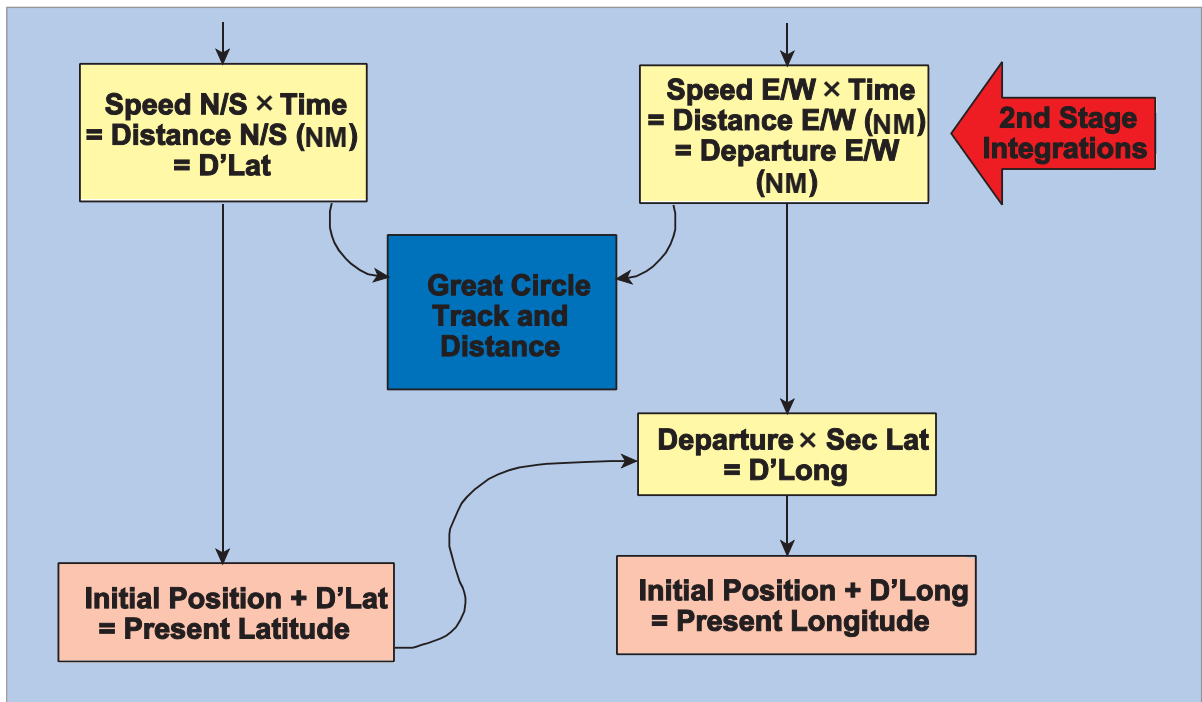 Speed N/S × Time
= Distance N/S (NM)
= D’Lat
Speed E/W × Time
= Distance E/W (NM)
= Departure E/W
(NM)
2nd Stage
Integrations
Great Circle
Track and
Distance
Departure × Sec Lat
= D’Long
Initial Position + D’Lat
= Present Latitude
Initial Position + D’Long
= Present Longitude